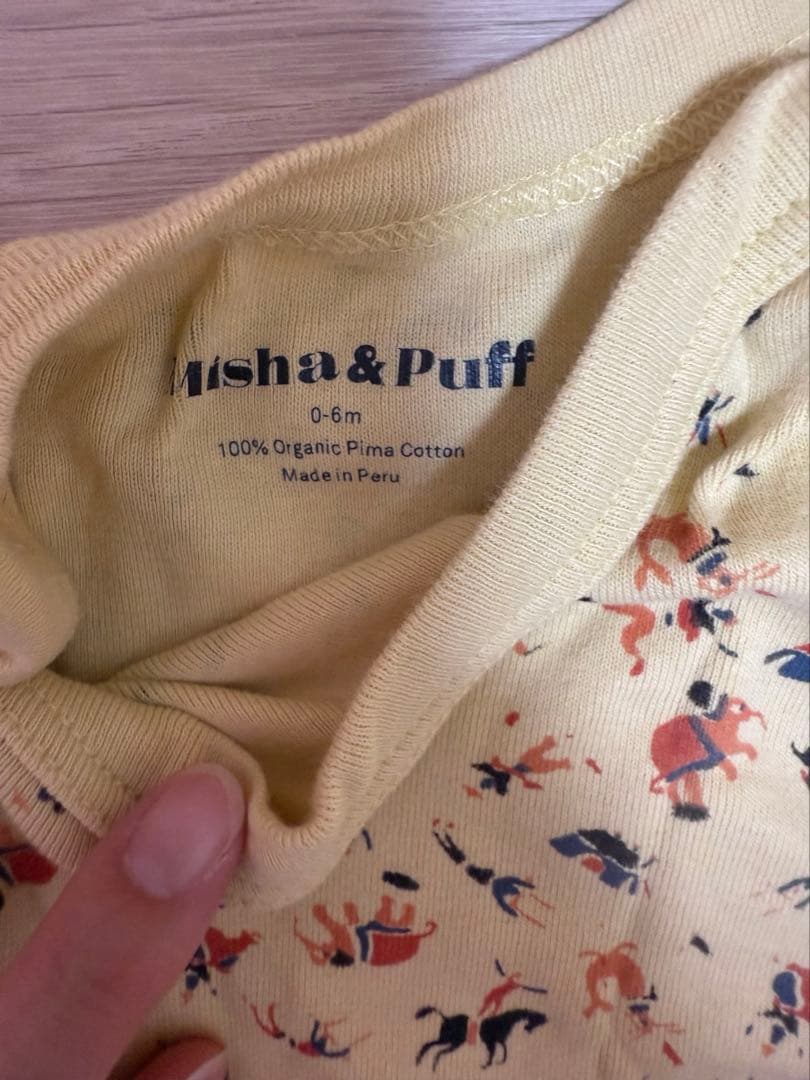 Misha & Puff
0-6m
100% Organic Pima Cotton
Made in Peru